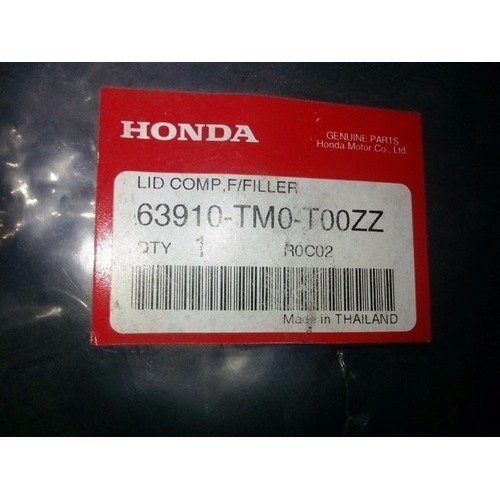 HONDA
GENUINE PARTS
Honda Motor Co., Ltd.
LID COMP,F/FILLER
63910-TM0-T00ZZ
QTY 1 R0C02
Made in THAILAND